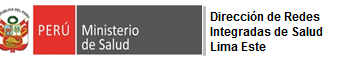 PERÚ
Ministerio
de Salud
Dirección de Redes
Integradas de Salud
Lima Este